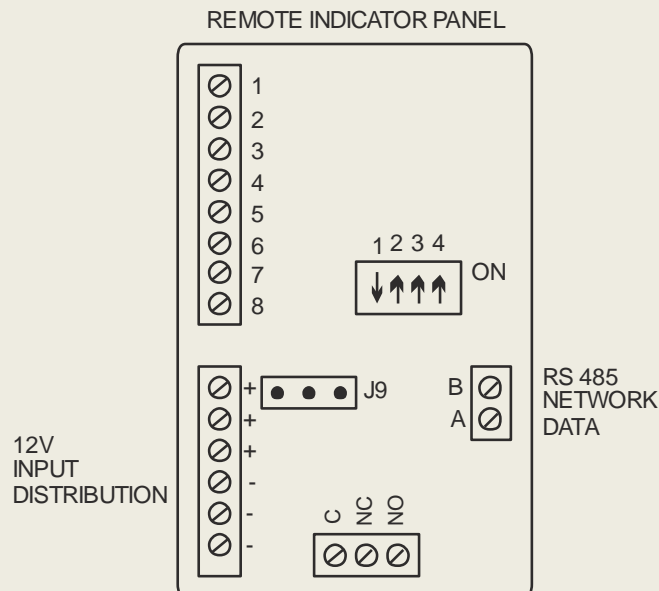 REMOTE INDICATOR PANEL
1
2
3
4
5
6
7
8
1 2 3 4
ON
+
+
+
-
-
-
J9
B
A
RS 485
NETWORK
DATA
12V
INPUT
DISTRIBUTION
C NC NO